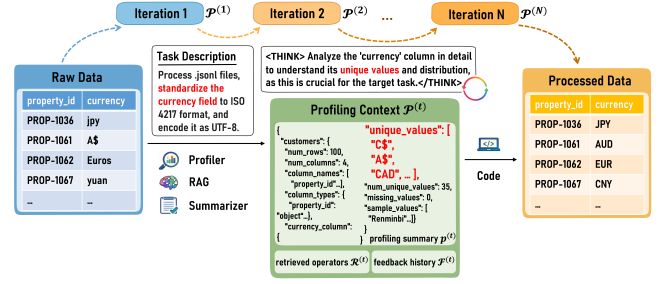 Iteration 1
𝒫^(1)
Iteration 2
𝒫^(2)
...
Iteration N
𝒫^(N)
Raw Data
property_id currency
PROP-1036 jpy
PROP-1061 A$
PROP-1062 Euros
PROP-1067 yuan
... ...
Task Description
Process .jsonl files,
standardize the
currency field to ISO
4217 format, and
encode it as UTF-8.
Profiler
RAG
Summarizer
<THINK> Analyze the 'currency' column in detail
to understand its unique values and distribution,
as this is crucial for the target task.</THINK>
Profiling Context 𝒫^(t)
{
"customers": {
"num_rows": 100,
"num_columns": 4,
"column_names": [
"property_id"…],
"column_types": {
"property_id":
"object"…},
"currency_column":
{
"unique_values": [
"C$",
"A$",
"CAD", … ],
"num_unique_values": 35,
"missing_values": 0,
"sample_values": [
"Renminbi"…]}
}
} profiling summary p^(t)
retrieved operators ℛ^(t)
feedback history ℱ^(t)
Code
Processed Data
property_id currency
PROP-1036 JPY
PROP-1061 AUD
PROP-1062 EUR
PROP-1067 CNY
... ...